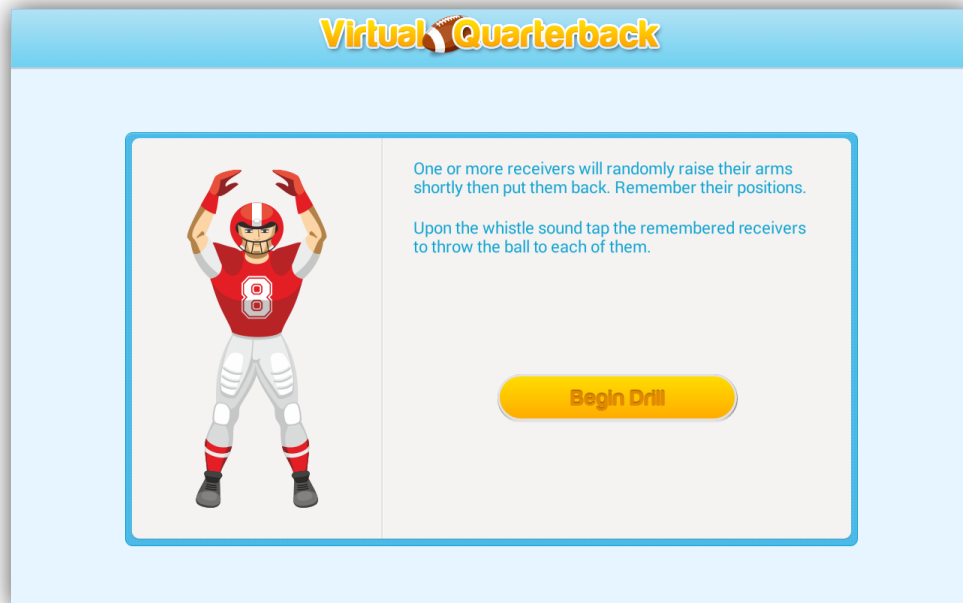 Virtual Quarterback
One or more receivers will randomly raise their arms
shortly then put them back. Remember their positions.
Upon the whistle sound tap the remembered receivers
to throw the ball to each of them.
8
Begin Drill